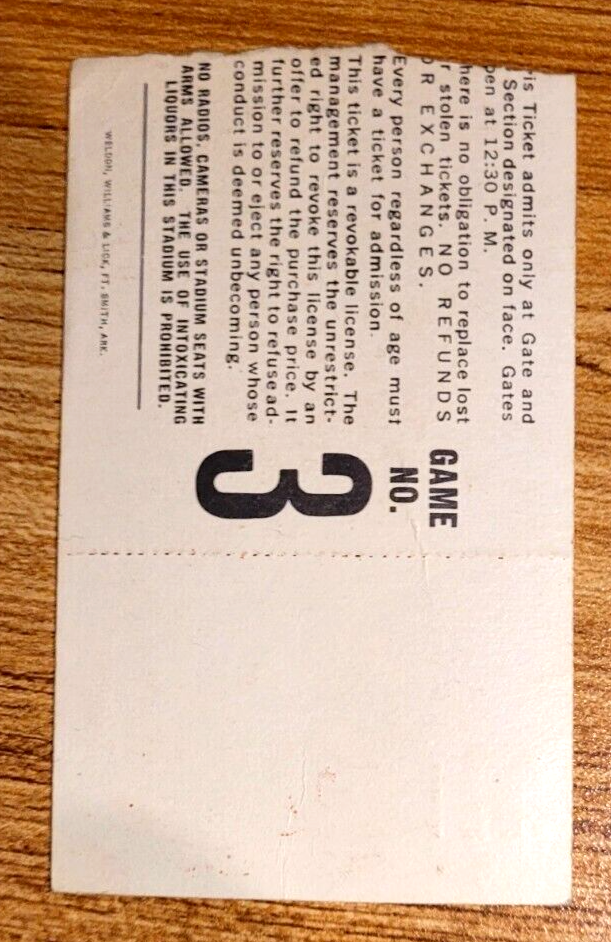 is Ticket admits only at Gate and
Section designated on face. Gates
pen at 12:30 P. M.
here is no obligation to replace lost
r stolen tickets. NO REFUNDS
OR EXCHANGES.
Every person regardless of age must
have a ticket for admission.
This ticket is a revokable license. The
management reserves the unrestrict-
ed right to revoke this license by an
offer to refund the purchase price. It
further reserves the right to refuse ad-
mission to or eject any person whose
conduct is deemed unbecoming.
NO RADIOS, CAMERAS OR STADIUM SEATS WITH
ARMS ALLOWED. THE USE OF INTOXICATING
LIQUORS IN THIS STADIUM IS PROHIBITED.
WELDON, WILLIAMS & LICK, FT. SMITH, ARK.
GAME
NO.
3